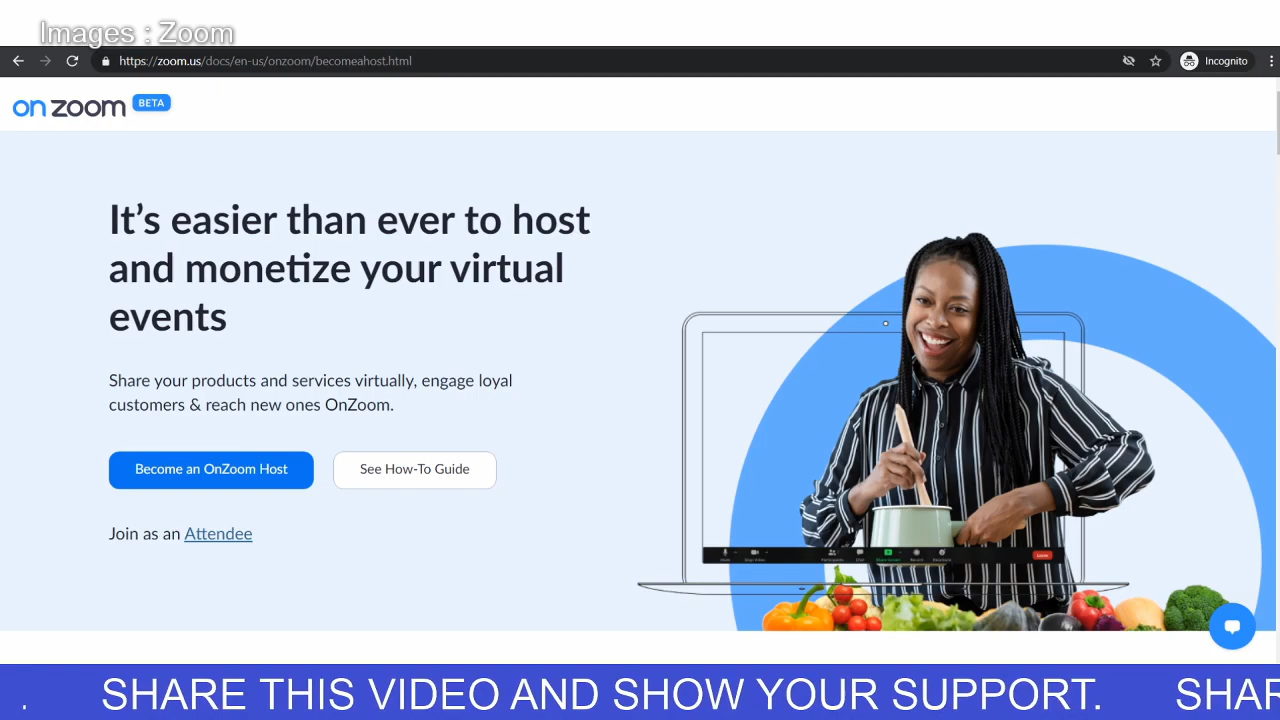 Images : Zoom
https://zoom.us/docs/en-us/onzoom/becomeahost.html
Incognito
on zoom BETA
It's easier than ever to host
and monetize your virtual
events
Share your products and services virtually, engage loyal
customers & reach new ones OnZoom.
Become an OnZoom Host
See How-To Guide
Join as an Attendee
. SHARE THIS VIDEO AND SHOW YOUR SUPPORT. SHAR